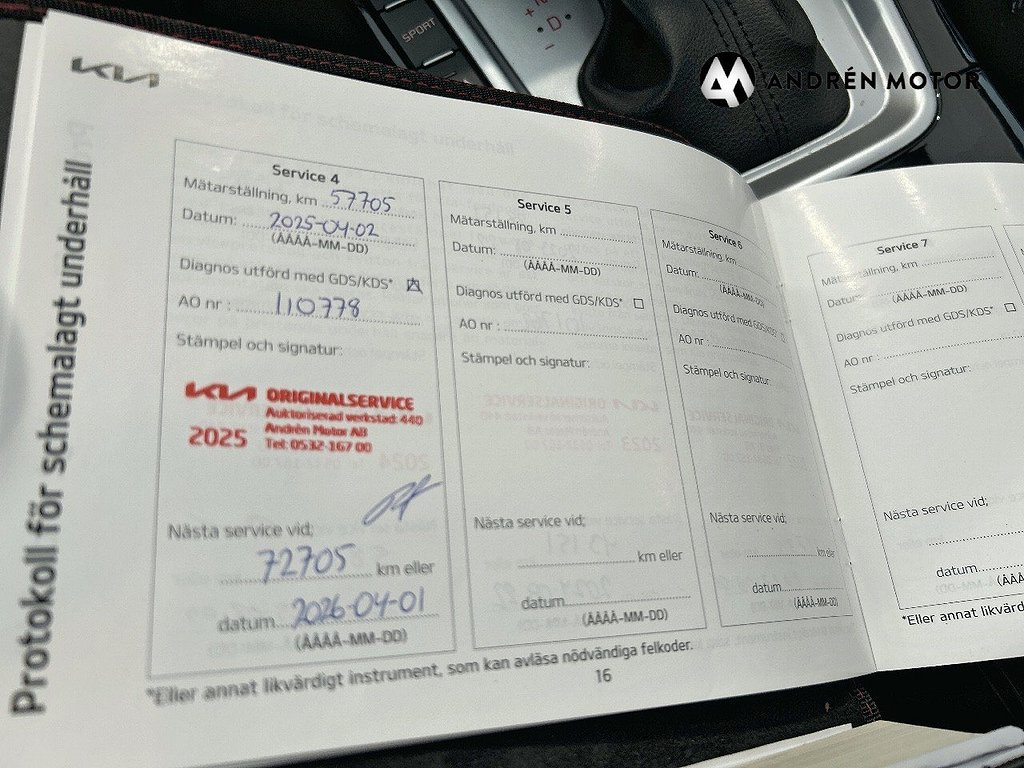 SPORT
+ N
D
-
ANDRÉN MOTOR
KIA
Protokoll för schemalagt underhåll
Service 4
Mätarställning, km 57705
Datum: 2025-04-02
(ÅÅÅÅ-MM-DD)
Diagnos utförd med GDS/KDS*
AO nr : 110778
Stämpel och signatur:
KIA ORIGINALSERVICE
Auktoriserad verkstad: 440
Andrén Motor AB
2025 Tel: 0532-167 00
Nästa service vid;
72705 km eller
datum 2026-04-01
(ÅÅÅÅ-MM-DD)
Service 5
Mätarställning, km
Datum:
(ÅÅÅÅ-MM-DD)
Diagnos utförd med GDS/KDS*
AO nr :
Stämpel och signatur:
Nästa service vid;
km eller
datum
(ÅÅÅÅ-MM-DD)
Service 6
Mätarställning, km
Datum:
(ÅÅÅÅ-MM-DD)
Diagnos utförd med GDS/KDS*
AO nr :
Stämpel och signatur:
Nästa service vid;
km eller
datum
(ÅÅÅÅ-MM-DD)
*Eller annat likvärdigt instrument, som kan avläsa nödvändiga felkoder.
16
Service 7
Mätarställning, km
Datum:
(ÅÅÅÅ-MM-DD)
Diagnos utförd med GDS/KDS*
AO nr :
Stämpel och signatur:
Nästa service vid;
datum
(ÅÅÅ
*Eller annat likvärd